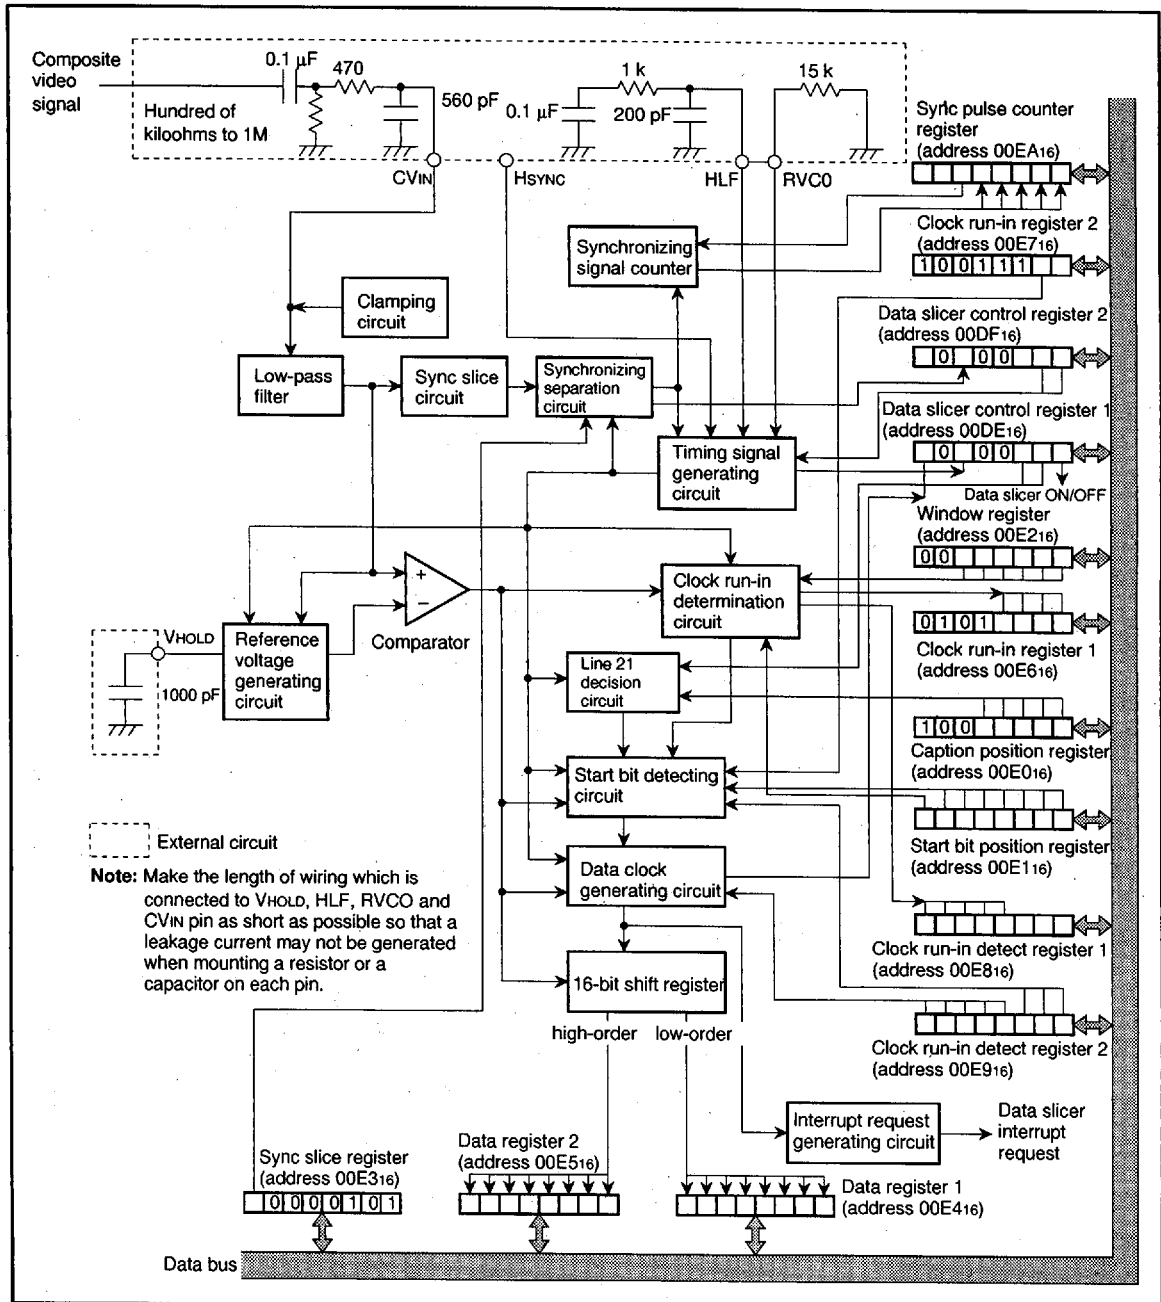 Composite
video
signal
0.1 μF
470
560 pF
Hundred of
kiloohms to 1M
0.1 μF
1 k
200 pF
15 k
CVIN
HSYNC
HLF
RVC0
Sync pulse counter
register
(address 00EA16)
Synchronizing
signal counter
Clock run-in register 2
(address 00E716)
1 0 0 1 1 1
Clamping
circuit
Data slicer control register 2
(address 00DF16)
0 0 0
Low-pass
filter
Sync slice
circuit
Synchronizing
separation
circuit
Data slicer control register 1
(address 00DE16)
0 0 0
Timing signal
generating
circuit
Data slicer ON/OFF
Window register
(address 00E216)
0 0
+
−
Comparator
Clock run-in
determination
circuit
0 1 0 1
Clock run-in register 1
(address 00E616)
VHOLD
1000 pF
Reference
voltage
generating
circuit
Line 21
decision
circuit
1 0 0
Caption position register
(address 00E016)
Start bit detecting
circuit
Start bit position register
(address 00E116)
External circuit
Note: Make the length of wiring which is
connected to VHOLD, HLF, RVCO and
CVIN pin as short as possible so that a
leakage current may not be generated
when mounting a resistor or a
capacitor on each pin.
Data clock
generating circuit
Clock run-in detect register 1
(address 00E816)
16-bit shift register
high-order
low-order
Clock run-in detect register 2
(address 00E916)
Interrupt request
generating circuit
Data slicer
interrupt
request
Sync slice register
(address 00E316)
0 0 0 0 1 0 1
Data register 2
(address 00E516)
Data register 1
(address 00E416)
Data bus